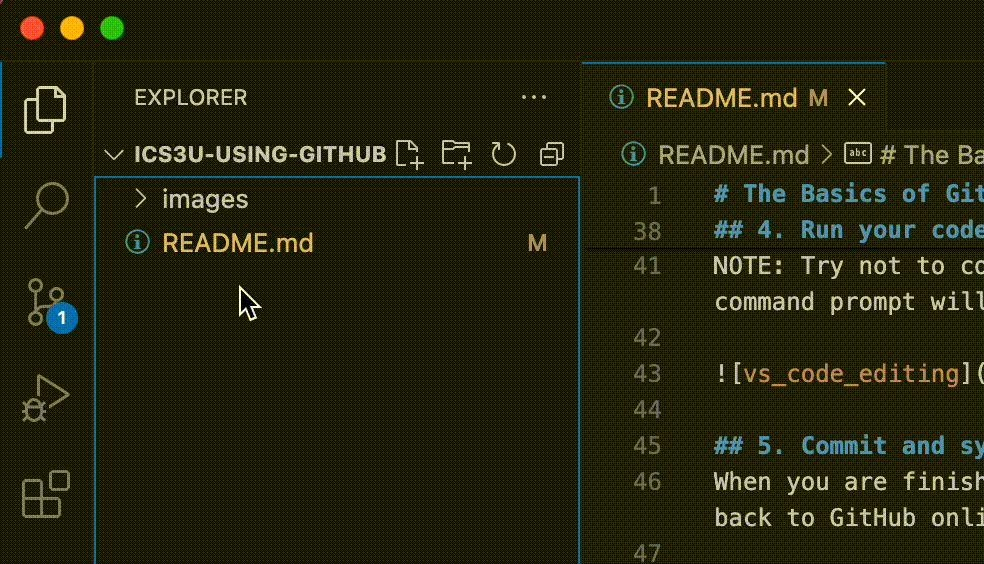 EXPLORER
ICS3U-USING-GITHUB
images
README.md M
1
README.md M
README.md > # The Ba
1 # The Basics of Git
38 ## 4. Run your code
41 NOTE: Try not to co
command prompt will
42
43 ![vs_code_editing](
44
45 ## 5. Commit and sy
46 When you are finish
back to GitHub onli
47